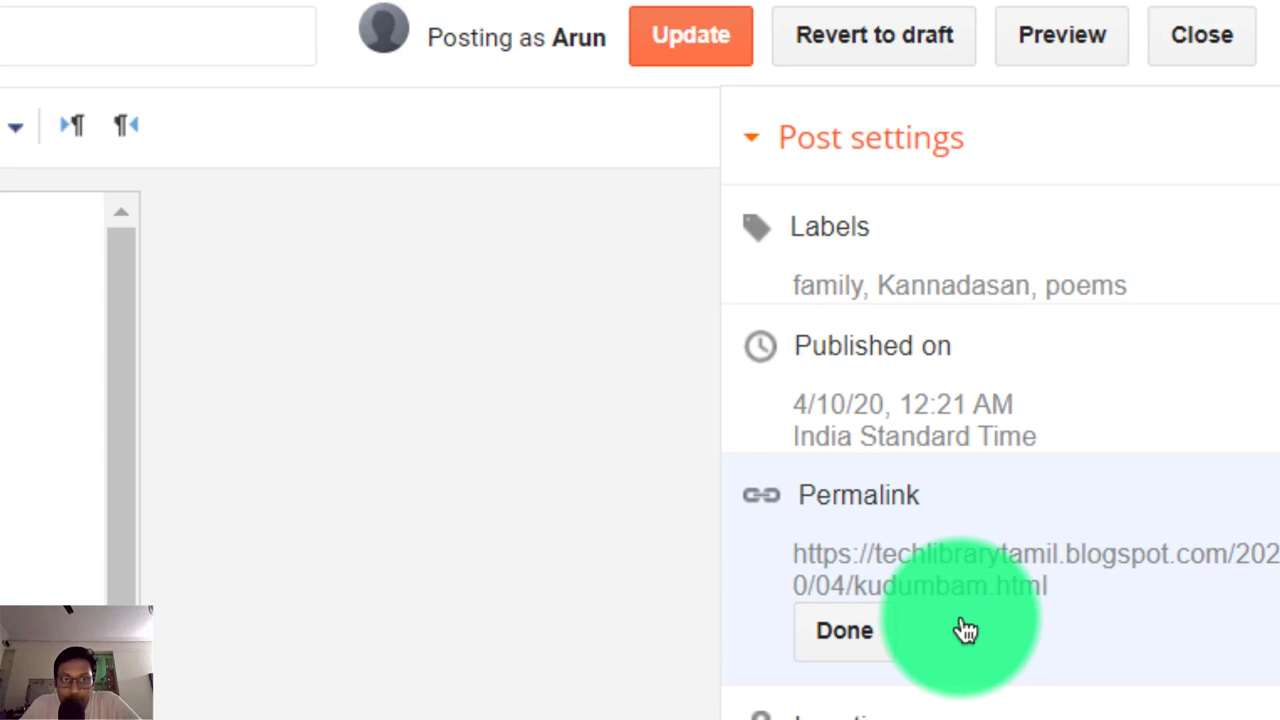 Posting as Arun
Update
Revert to draft
Preview
Close
Post settings
Labels
family, Kannadasan, poems
Published on
4/10/20, 12:21 AM
India Standard Time
Permalink
https://techlibrarytamil.blogspot.com/202
0/04/kudumbam.html
Done